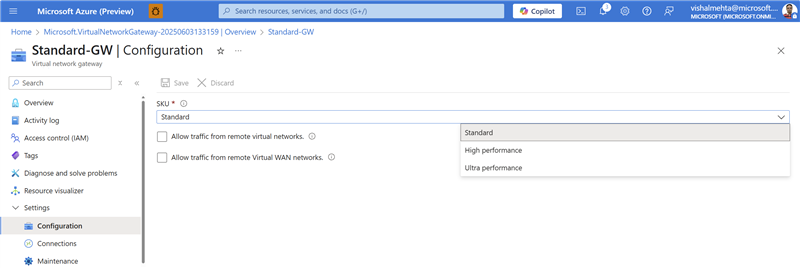 Microsoft Azure (Preview)
Search resources, services, and docs (G+/)
Copilot
3
vishalmehta@microsoft....
MICROSOFT (MICROSOFT.ONMI...
Home > Microsoft.VirtualNetworkGateway-20250603133159 | Overview > Standard-GW
Standard-GW | Configuration
Virtual network gateway
Search
Save
Discard
Overview
Activity log
Access control (IAM)
Tags
Diagnose and solve problems
Resource visualizer
Settings
Configuration
Connections
Maintenance
SKU *
Standard
Standard
High performance
Ultra performance
Allow traffic from remote virtual networks.
Allow traffic from remote Virtual WAN networks.